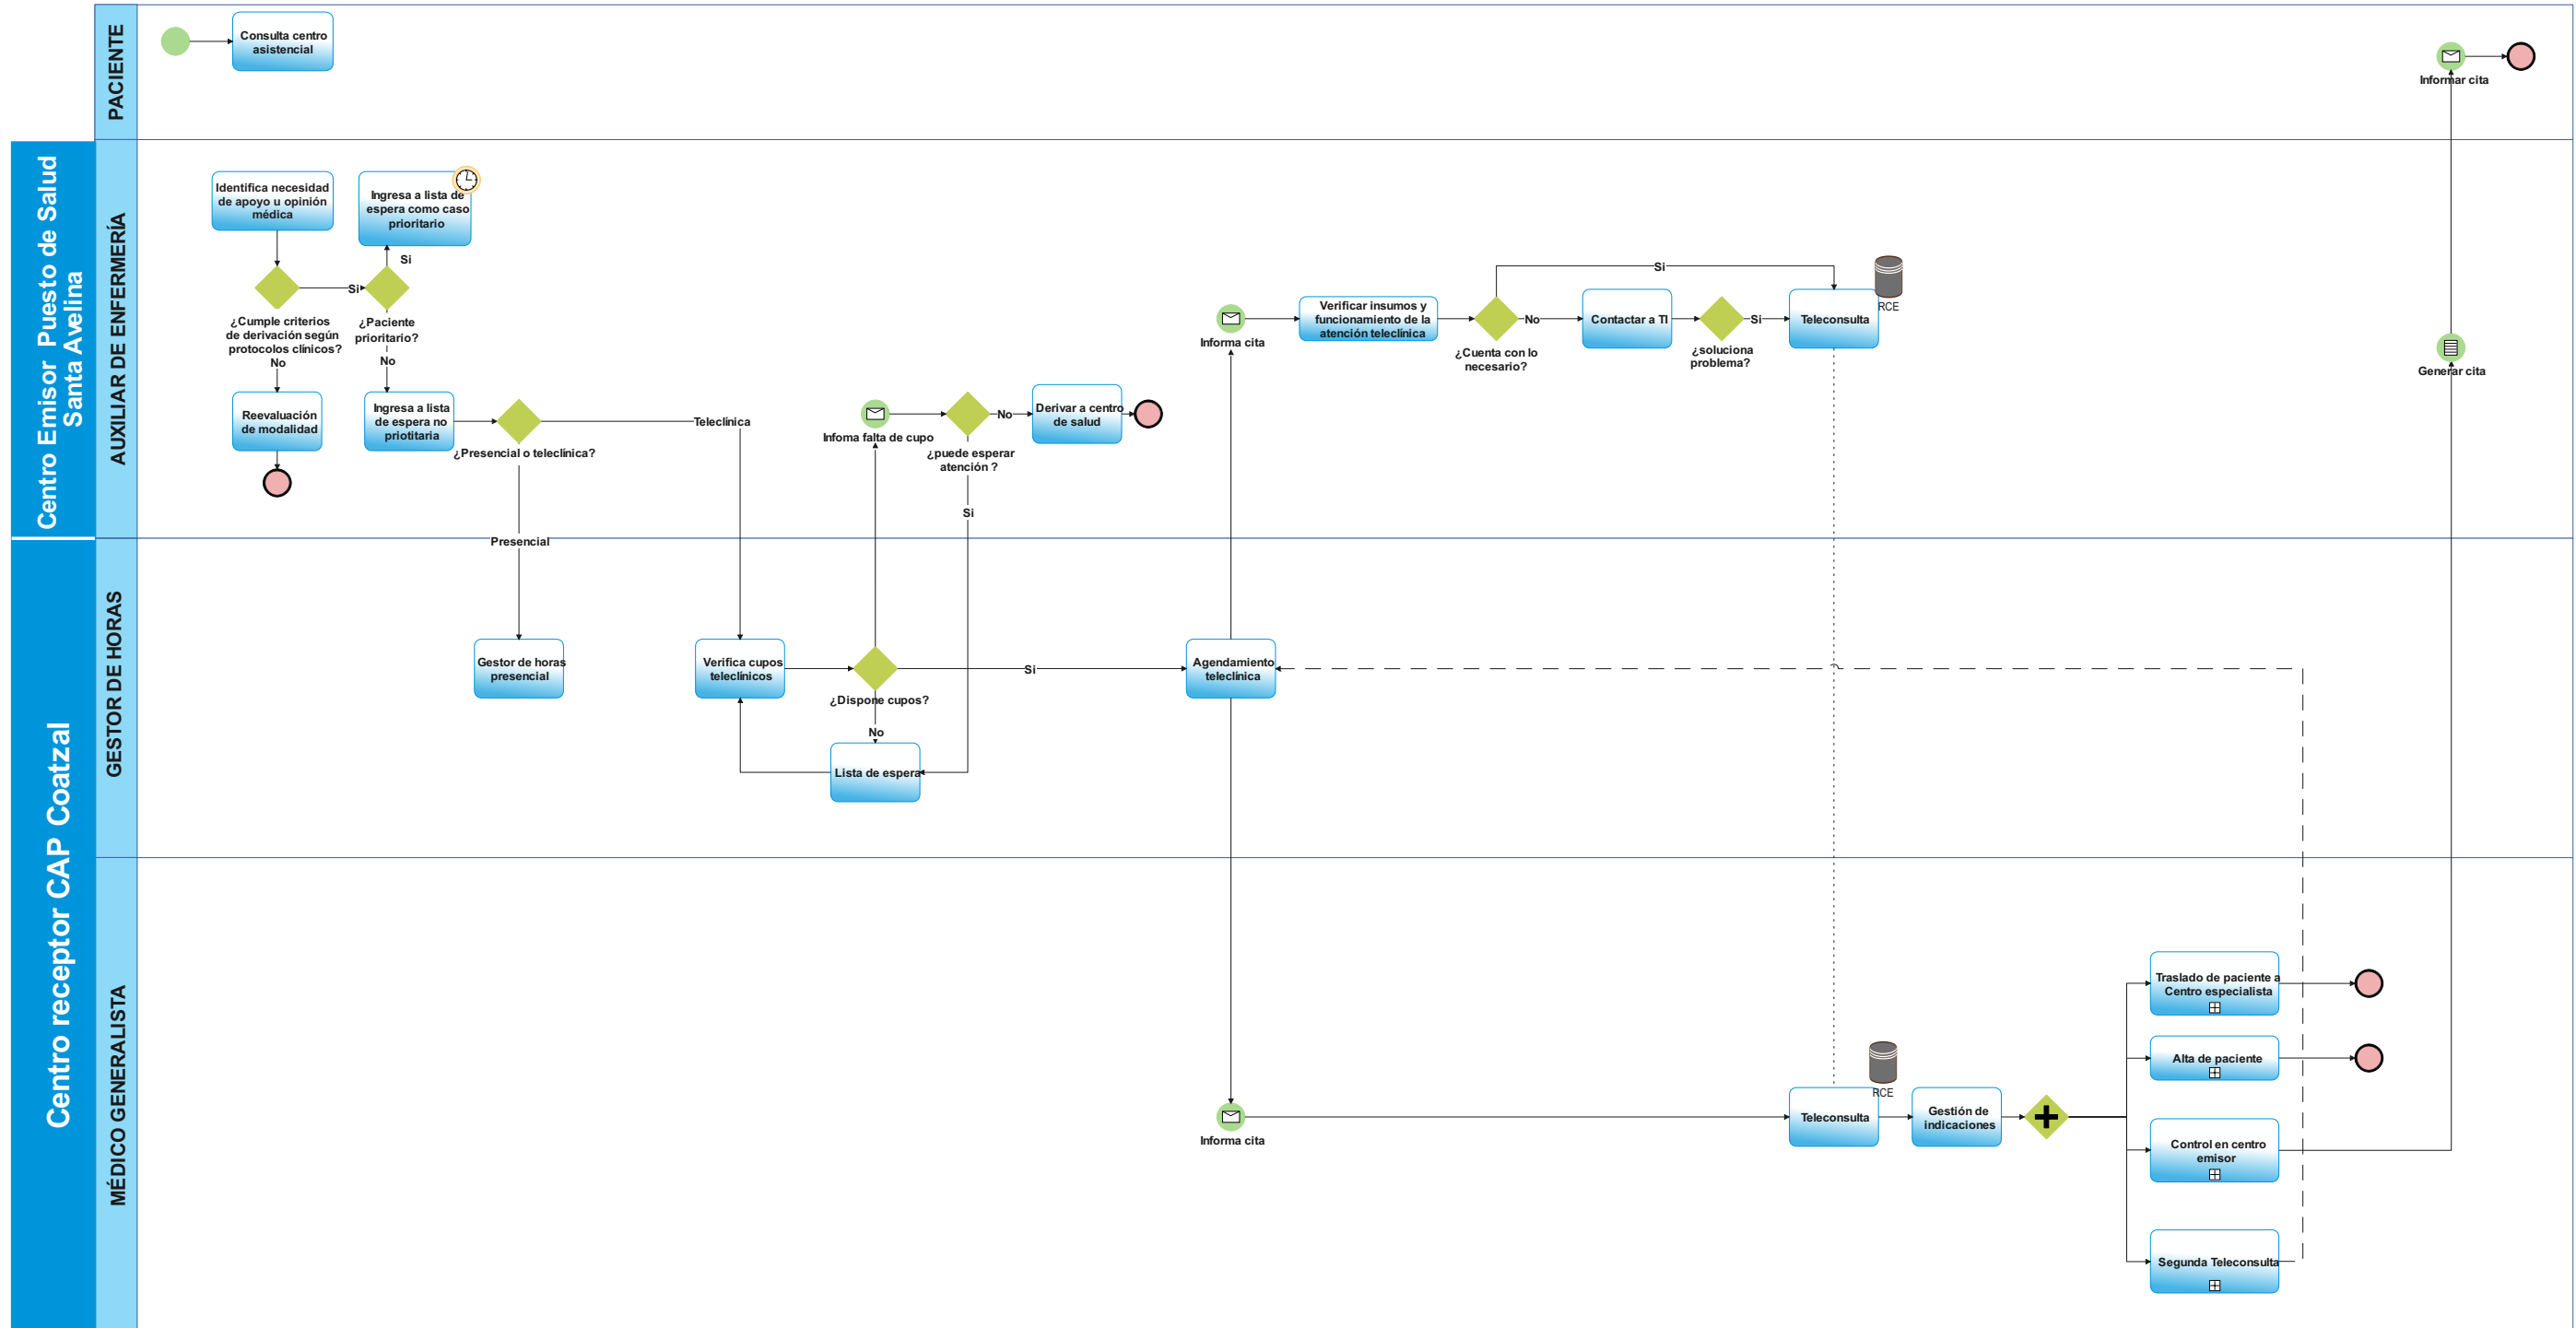 PACIENTE
Consulta centro
asistencial
Informar cita
Centro Emisor Puesto de Salud
Santa Avelina
AUXILIAR DE ENFERMERÍA
Identifica necesidad
de apoyo u opinión
médica
Ingresa a lista de
espera como caso
prioritario
Si
Si
¿Cumple criterios
de derivación según
protocolos clínicos?
No
¿Paciente
prioritario?
No
Reevaluación
de modalidad
Ingresa a lista
de espera no
priotitaria
¿Presencial o teleclínica?
Teleclínica
Presencial
Infoma falta de cupo
¿puede esperar
atención ?
No
Si
Derivar a centro
de salud
Informa cita
Verificar insumos y
funcionamiento de la
atención teleclínica
¿Cuenta con lo
necesario?
Si
No
Contactar a TI
¿soluciona
problema?
Si
Teleconsulta
RCE
Generar cita
Centro receptor CAP Coatzal
GESTOR DE HORAS
Gestor de horas
presencial
Verifica cupos
teleclínicos
¿Dispone cupos?
No
Si
Lista de espera
Agendamiento
teleclínica
MÉDICO GENERALISTA
Informa cita
Teleconsulta
RCE
Gestión de
indicaciones
Traslado de paciente a
Centro especialista
Alta de paciente
Control en centro
emisor
Segunda Teleconsulta